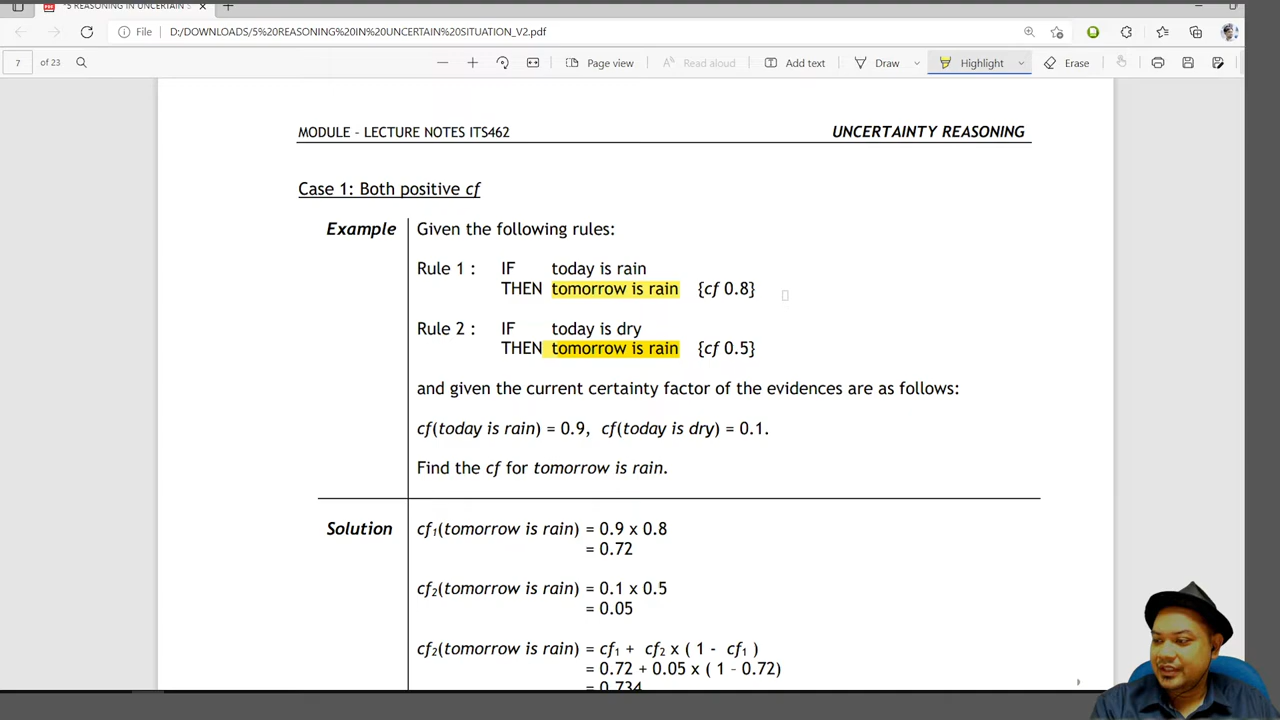 *5 REASONING IN UNCERTAIN S
File D:/DOWNLOADS/5%20REASONING%20IN%20UNCERTAIN%20SITUATION_V2.pdf
7 of 23 Page view Read aloud Add text Draw Highlight Erase
MODULE - LECTURE NOTES ITS462 UNCERTAINTY REASONING
Case 1: Both positive cf
Example Given the following rules:
Rule 1 : IF today is rain
THEN tomorrow is rain {cf 0.8}
Rule 2 : IF today is dry
THEN tomorrow is rain {cf 0.5}
and given the current certainty factor of the evidences are as follows:
cf(today is rain) = 0.9, cf(today is dry) = 0.1.
Find the cf for tomorrow is rain.
Solution cf₁(tomorrow is rain) = 0.9 x 0.8
= 0.72
cf₂(tomorrow is rain) = 0.1 x 0.5
= 0.05
cf₂(tomorrow is rain) = cf₁ + cf₂ x ( 1 - cf₁ )
= 0.72 + 0.05 x ( 1 – 0.72)
= 0.734